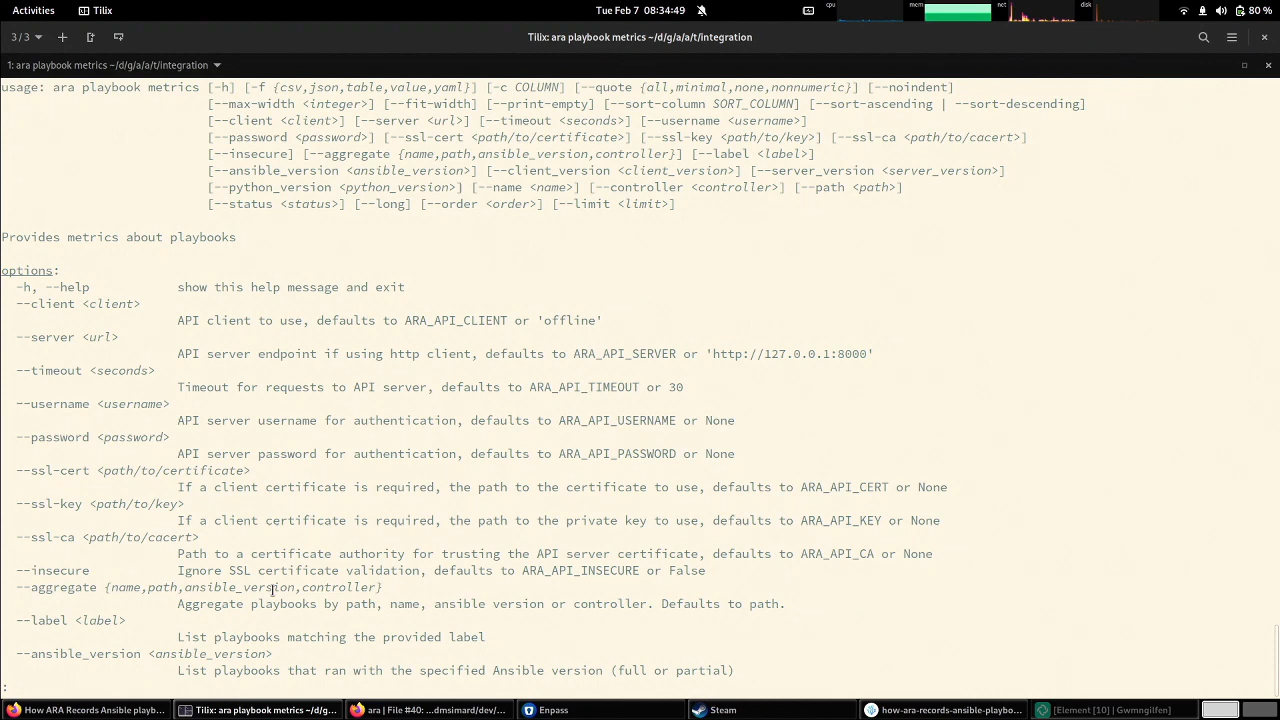 Activities Tilix Tue Feb 7 08:34:49 cpu mem net disk 80 %
3/3 Tilix: ara playbook metrics ~/d/g/a/a/t/integration
1: ara playbook metrics ~/d/g/a/a/t/integration
usage: ara playbook metrics [-h] [-f {csv,json,table,value,yaml}] [-c COLUMN] [--quote {all,minimal,none,nonnumeric}] [--noindent]
[--max-width <integer>] [--fit-width] [--print-empty] [--sort-column SORT_COLUMN] [--sort-ascending | --sort-descending]
[--client <client>] [--server <url>] [--timeout <seconds>] [--username <username>]
[--password <password>] [--ssl-cert <path/to/certificate>] [--ssl-key <path/to/key>] [--ssl-ca <path/to/cacert>]
[--insecure] [--aggregate {name,path,ansible_version,controller}] [--label <label>]
[--ansible_version <ansible_version>] [--client_version <client_version>] [--server_version <server_version>]
[--python_version <python_version>] [--name <name>] [--controller <controller>] [--path <path>]
[--status <status>] [--long] [--order <order>] [--limit <limit>]
Provides metrics about playbooks
options:
-h, --help show this help message and exit
--client <client>
API client to use, defaults to ARA_API_CLIENT or 'offline'
--server <url>
API server endpoint if using http client, defaults to ARA_API_SERVER or 'http://127.0.0.1:8000'
--timeout <seconds>
Timeout for requests to API server, defaults to ARA_API_TIMEOUT or 30
--username <username>
API server username for authentication, defaults to ARA_API_USERNAME or None
--password <password>
API server password for authentication, defaults to ARA_API_PASSWORD or None
--ssl-cert <path/to/certificate>
If a client certificate is required, the path to the certificate to use, defaults to ARA_API_CERT or None
--ssl-key <path/to/key>
If a client certificate is required, the path to the private key to use, defaults to ARA_API_KEY or None
--ssl-ca <path/to/cacert>
Path to a certificate authority for trusting the API server certificate, defaults to ARA_API_CA or None
--insecure Ignore SSL certificate validation, defaults to ARA_API_INSECURE or False
--aggregate {name,path,ansible_version,controller}
Aggregate playbooks by path, name, ansible version or controller. Defaults to path.
--label <label>
List playbooks matching the provided label
--ansible_version <ansible_version>
List playbooks that ran with the specified Ansible version (full or partial)
:
How ARA Records Ansible playb... Tilix: ara playbook metrics ~/d/g... ara | File #40: ...dmsimard/dev/... Enpass Steam how-ara-records-ansible-playbo... [Element [10] | Gwmngilfen]